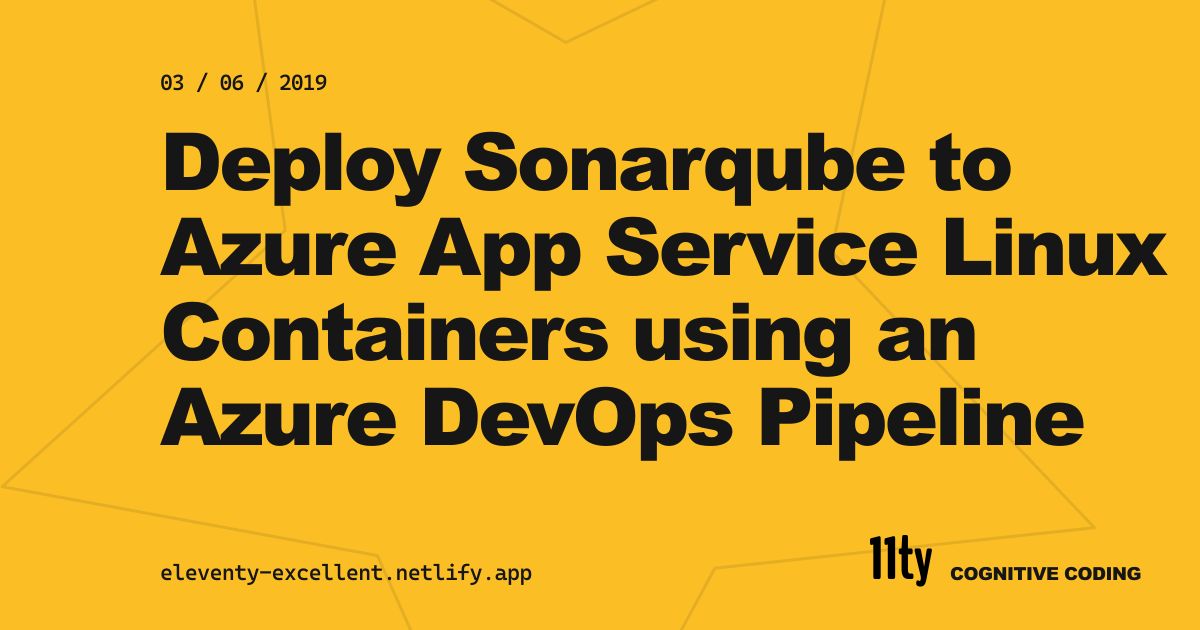 03 / 06 / 2019
Deploy Sonarqube to
Azure App Service Linux
Containers using an
Azure DevOps Pipeline
eleventy-excellent.netlify.app
11ty COGNITIVE CODING